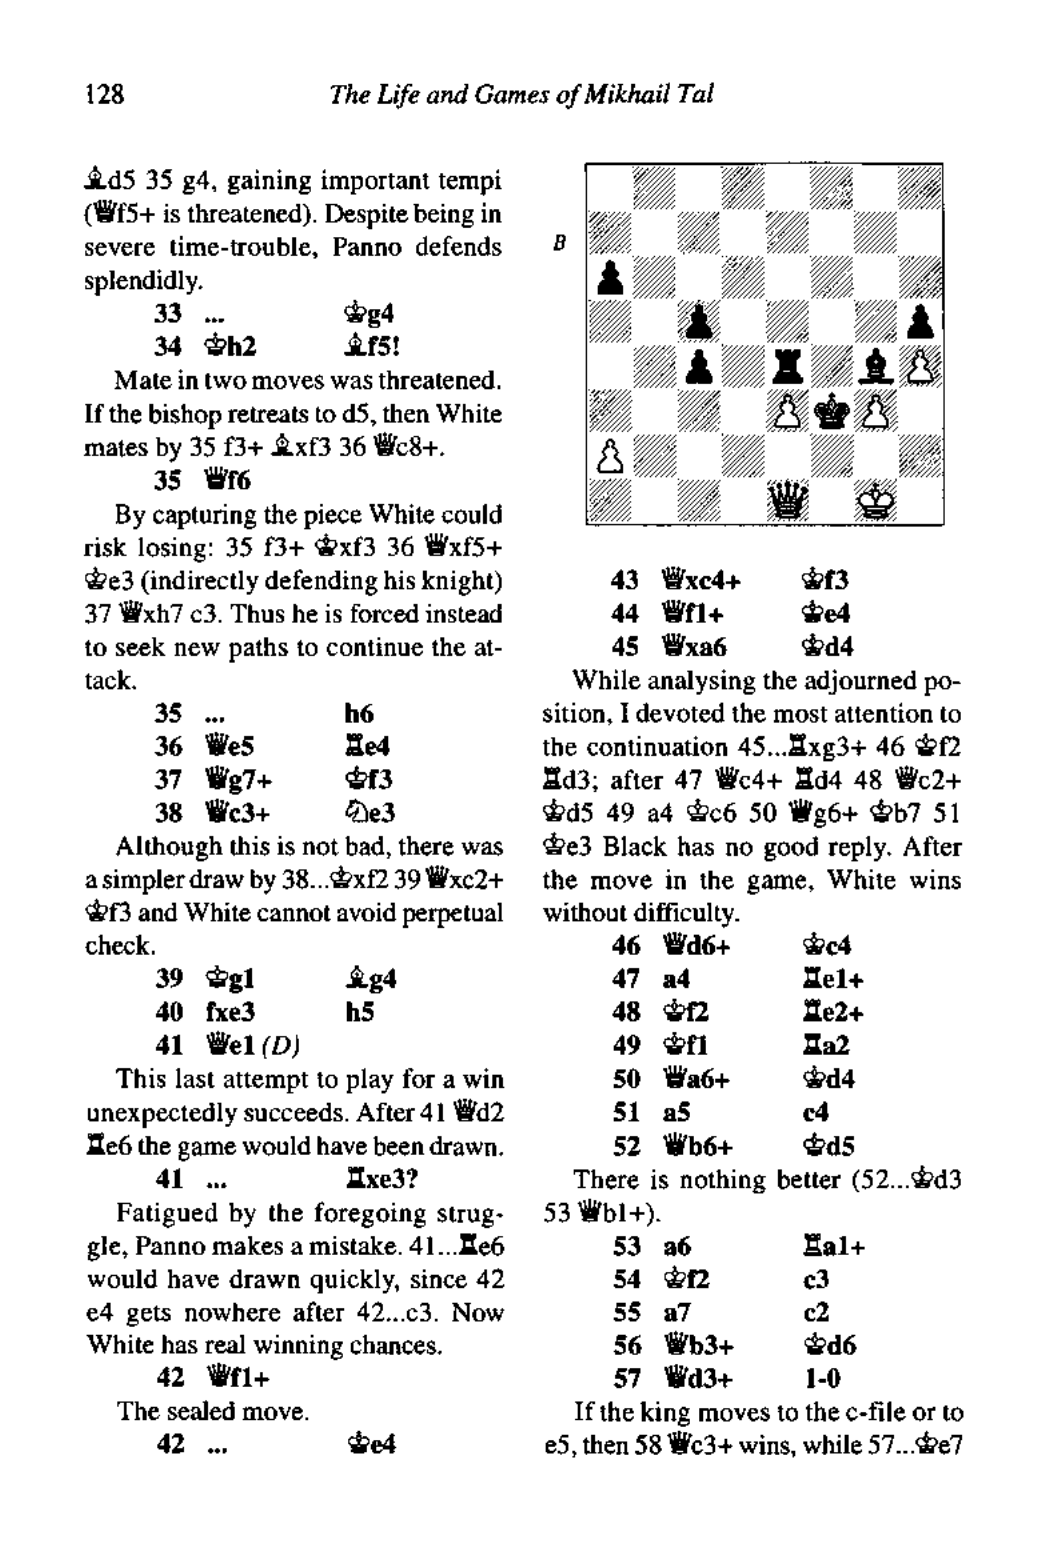 128 The Life and Games of Mikhail Tal
♗d5 35 g4, gaining important tempi
(♕f5+ is threatened). Despite being in
severe time-trouble, Panno defends
splendidly.
33 ... ♔g4
34 ♔h2 ♗f5!
Mate in two moves was threatened.
If the bishop retreats to d5, then White
mates by 35 f3+ ♗xf3 36 ♕c8+.
35 ♕f6
By capturing the piece White could
risk losing: 35 f3+ ♔xf3 36 ♕xf5+
♔e3 (indirectly defending his knight)
37 ♕xh7 c3. Thus he is forced instead
to seek new paths to continue the at-
tack.
35 ... h6
36 ♕e5 ♖e4
37 ♕g7+ ♔f3
38 ♕c3+ ♘e3
Although this is not bad, there was
a simpler draw by 38...♔xf2 39 ♕xc2+
♔f3 and White cannot avoid perpetual
check.
39 ♔g1 ♗g4
40 fxe3 h5
41 ♕e1 (D)
This last attempt to play for a win
unexpectedly succeeds. After 41 ♕d2
♖e6 the game would have been drawn.
41 ... ♖xe3?
Fatigued by the foregoing strug-
gle, Panno makes a mistake. 41...♖e6
would have drawn quickly, since 42
e4 gets nowhere after 42...c3. Now
White has real winning chances.
42 ♕f1+
The sealed move.
42 ... ♔e4
B
43 ♕xc4+ ♔f3
44 ♕f1+ ♔e4
45 ♕xa6 ♔d4
While analysing the adjourned po-
sition, I devoted the most attention to
the continuation 45...♖xg3+ 46 ♔f2
♖d3; after 47 ♕c4+ ♖d4 48 ♕c2+
♔d5 49 a4 ♔c6 50 ♕g6+ ♔b7 51
♔e3 Black has no good reply. After
the move in the game, White wins
without difficulty.
46 ♕d6+ ♔c4
47 a4 ♖e1+
48 ♔f2 ♖e2+
49 ♔f1 ♖a2
50 ♕a6+ ♔d4
51 a5 c4
52 ♕b6+ ♔d5
There is nothing better (52...♔d3
53 ♕b1+).
53 a6 ♖a1+
54 ♔f2 c3
55 a7 c2
56 ♕b3+ ♔d6
57 ♕d3+ 1-0
If the king moves to the c-file or to
e5, then 58 ♕c3+ wins, while 57...♔e7